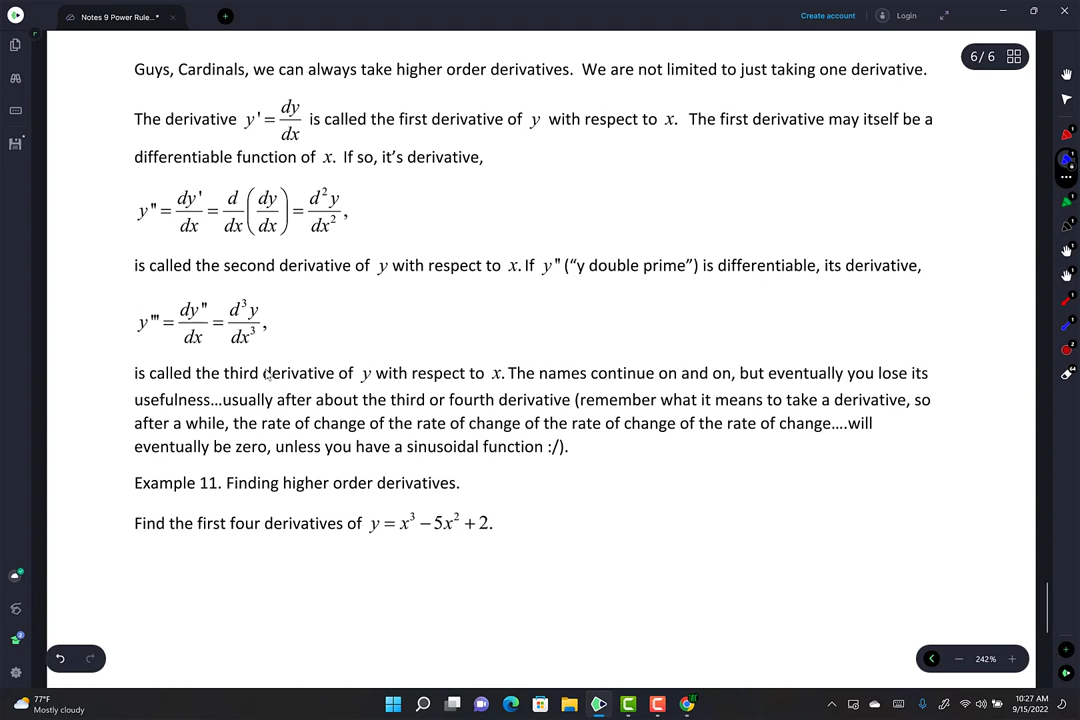 Notes 9 Power Rule...*
Create account
Login
6/6
Guys, Cardinals, we can always take higher order derivatives. We are not limited to just taking one derivative.
The derivative y' = dy/dx is called the first derivative of y with respect to x. The first derivative may itself be a
differentiable function of x. If so, it's derivative,
y" = dy'/dx = d/dx (dy/dx) = d²y/dx²,
is called the second derivative of y with respect to x. If y" (“y double prime”) is differentiable, its derivative,
y''' = dy"/dx = d³y/dx³,
is called the third derivative of y with respect to x. The names continue on and on, but eventually you lose its
usefulness...usually after about the third or fourth derivative (remember what it means to take a derivative, so
after a while, the rate of change of the rate of change of the rate of change of the rate of change....will
eventually be zero, unless you have a sinusoidal function :/).
Example 11. Finding higher order derivatives.
Find the first four derivatives of y = x³ − 5x² + 2.
242%
77°F
Mostly cloudy
10:27 AM
9/15/2022